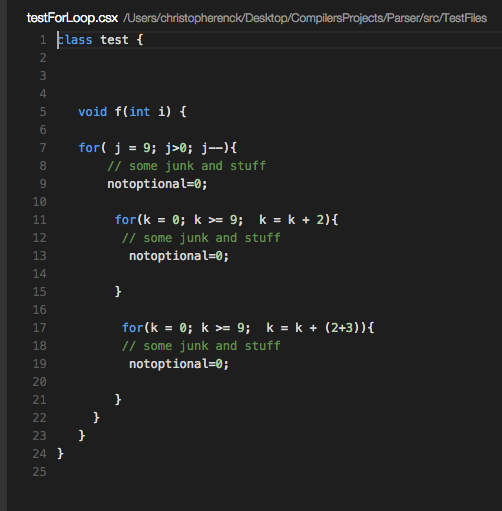 testForLoop.csx /Users/christopherenck/Desktop/CompilersProjects/Parser/src/TestFiles
1 class test {
2
3
4
5 void f(int i) {
6
7 for( j = 9; j>0; j--){
8 // some junk and stuff
9 notoptional=0;
10
11 for(k = 0; k >= 9;  k = k + 2){
12 // some junk and stuff
13 notoptional=0;
14
15 }
16
17 for(k = 0; k >= 9;  k = k + (2+3)){
18 // some junk and stuff
19 notoptional=0;
20
21 }
22 }
23 }
24 }
25